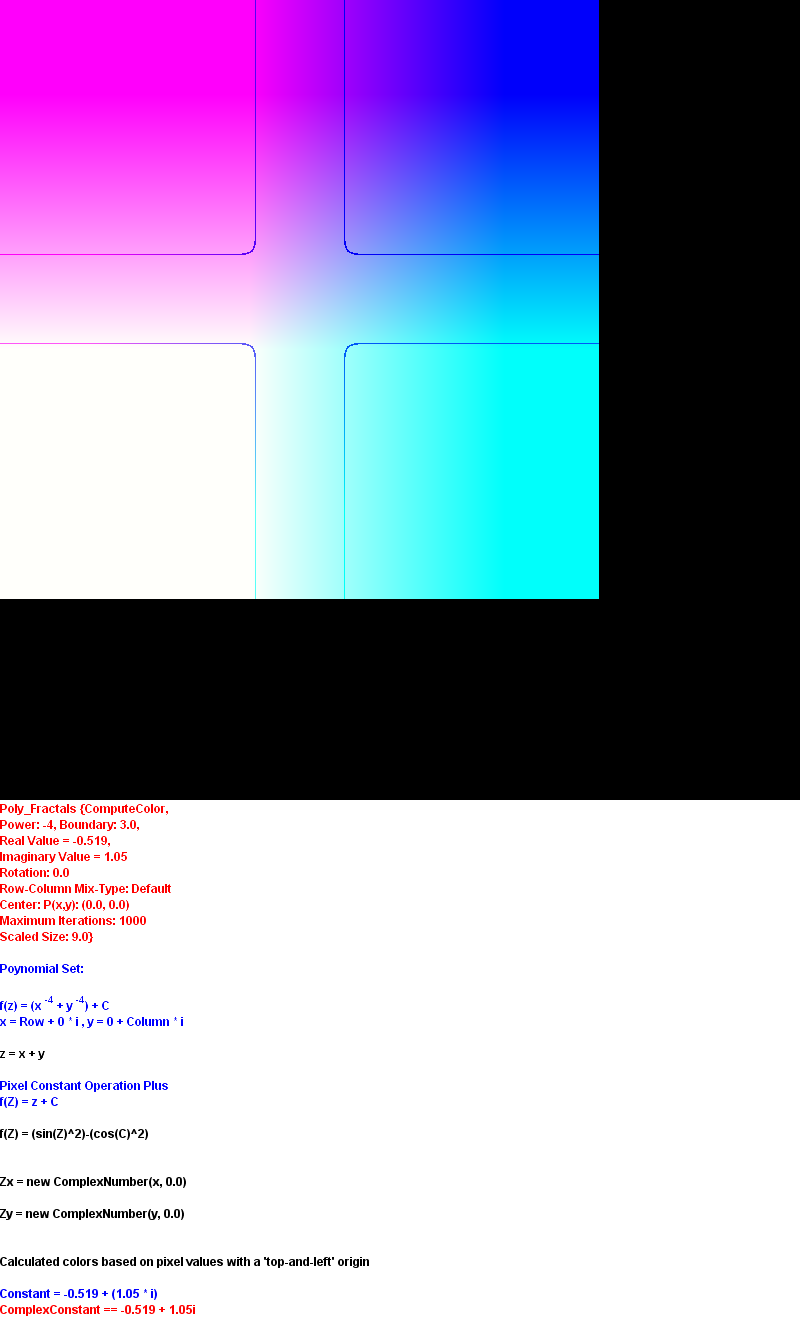 Poly_Fractals {ComputeColor,
Power: -4, Boundary: 3.0,
Real Value = -0.519,
Imaginary Value = 1.05
Rotation: 0.0
Row-Column Mix-Type: Default
Center: P(x,y): (0.0, 0.0)
Maximum Iterations: 1000
Scaled Size: 9.0}
Poynomial Set:
f(z) = (x -4 + y -4) + C
x = Row + 0 * i , y = 0 + Column * i
z = x + y
Pixel Constant Operation Plus
f(Z) = z + C
f(Z) = (sin(Z)^2)-(cos(C)^2)
Zx = new ComplexNumber(x, 0.0)
Zy = new ComplexNumber(y, 0.0)
Calculated colors based on pixel values with a 'top-and-left' origin
Constant = -0.519 + (1.05 * i)
ComplexConstant == -0.519 + 1.05i